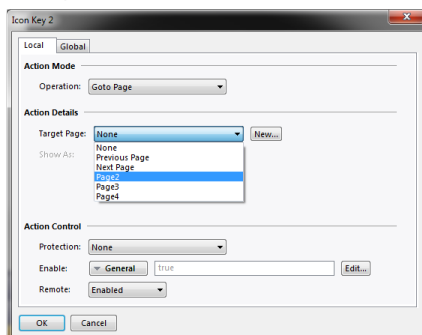 Icon Key 2
Local Global
Action Mode
Operation: Goto Page
Action Details
Target Page: None New...
None
Show As: Previous Page
Next Page
Page2
Page3
Page4
Action Control
Protection: None
Enable: General true Edit...
Remote: Enabled
OK Cancel